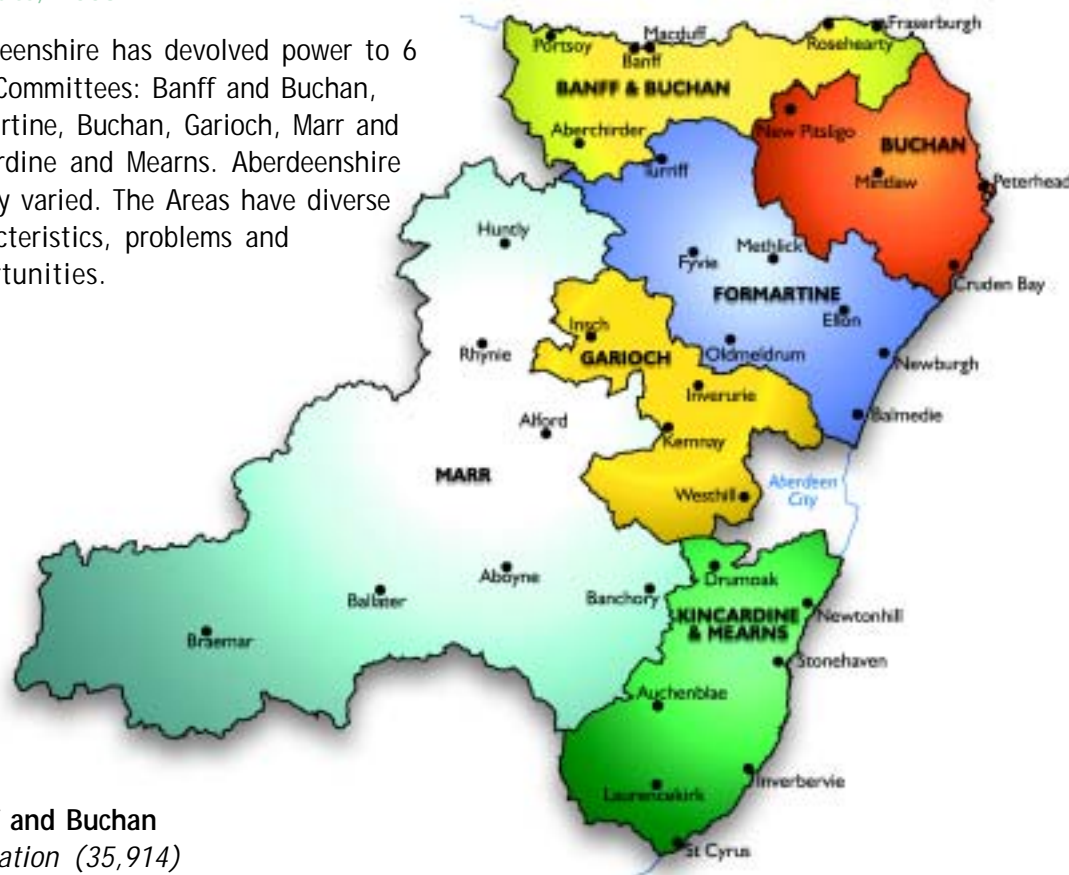 eenshire has devolved power to 6
Committees: Banff and Buchan,
rtine, Buchan, Garioch, Marr and
rdine and Mearns. Aberdeenshire
y varied. The Areas have diverse
cteristics, problems and
rtunities.
Portsoy
Macduff
Banff
Rosehearty
Fraserburgh
BANFF & BUCHAN
Aberchirder
New Pitsligo
BUCHAN
Turriff
Mintlaw
Peterhead
Huntly
Fyvie
Methlick
Cruden Bay
FORMARTINE
Ellon
Insch
Rhynie
GARIOCH
Oldmeldrum
Newburgh
Inverurie
Alford
Balmedie
Kemnay
MARR
Westhill
Aberdeen
City
Aboyne
Drumoak
Ballater
Banchory
KINCARDINE
& MEARNS
Newtonhill
Braemar
Stonehaven
Auchenblae
Inverbervie
Laurencekirk
St Cyrus
and Buchan
ation (35,914)